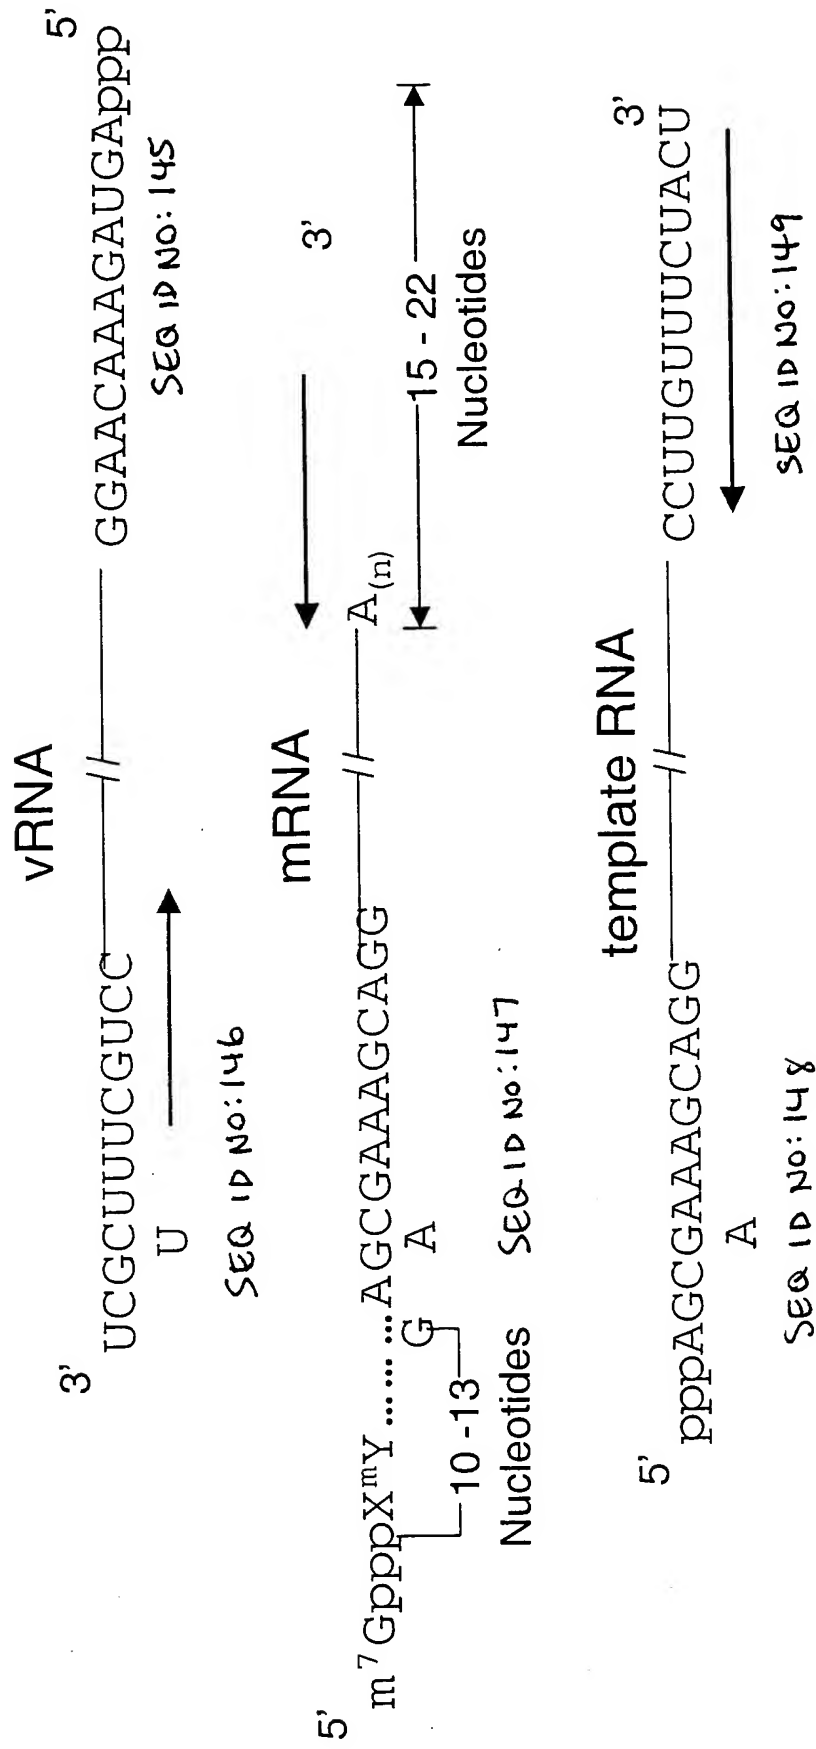 vRNA
3' UCGCUUUCGUCC GGAACAAAGAUGAppp 5'
U
SEQ ID NO:146 SEQ ID NO:145
mRNA
5' m7GpppXmY......AGCGAAAGCAGG A(n) 3'
G A
10-13 Nucleotides SEQ ID NO:147 15 - 22 Nucleotides
template RNA
5' pppAGCGAAAGCAGG CCUUGUUUCUACU 3'
A
SEQ ID NO:148 SEQ ID NO:149